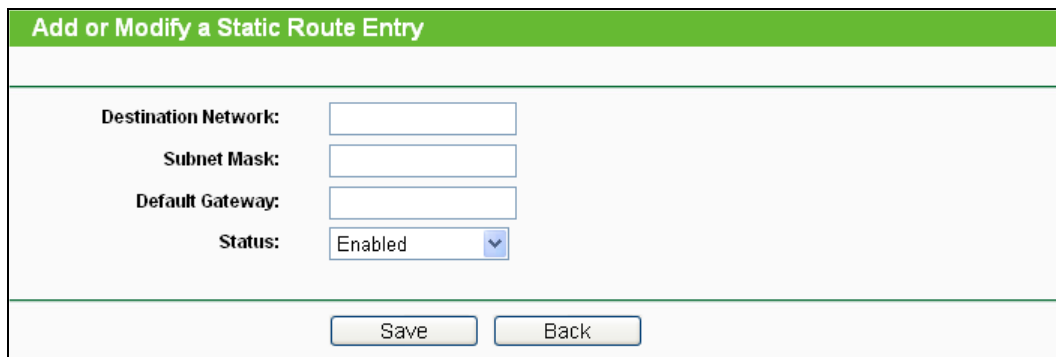 Add or Modify a Static Route Entry
Destination Network:
Subnet Mask:
Default Gateway:
Status: Enabled
Save Back